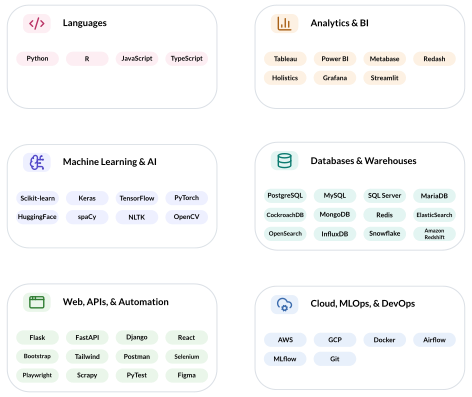 Languages
Python R JavaScript TypeScript
Analytics & BI
Tableau Power BI Metabase Redash
Holistics Grafana Streamlit
Machine Learning & AI
Scikit-learn Keras TensorFlow PyTorch
HuggingFace spaCy NLTK OpenCV
Databases & Warehouses
PostgreSQL MySQL SQL Server MariaDB
CockroachDB MongoDB Redis ElasticSearch
OpenSearch InfluxDB Snowflake Amazon Redshift
Web, APIs, & Automation
Flask FastAPI Django React
Bootstrap Tailwind Postman Selenium
Playwright Scrapy PyTest Figma
Cloud, MLOps, & DevOps
AWS GCP Docker Airflow
MLflow Git